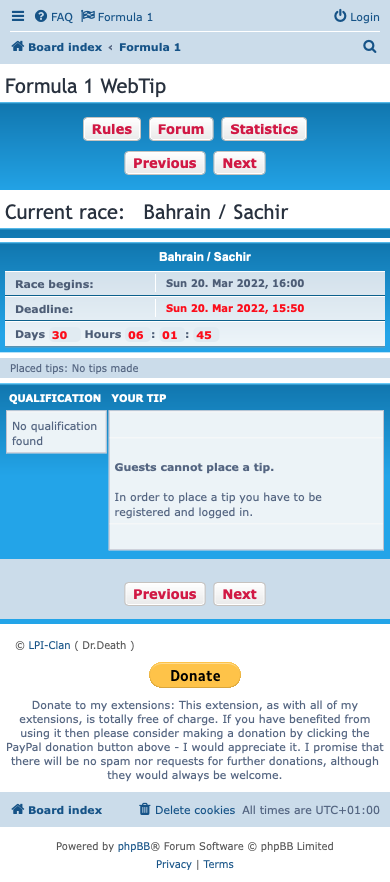 FAQ Formula 1 Login
Board index ‹ Formula 1
Formula 1 WebTip
Rules Forum Statistics
Previous Next
Current race: Bahrain / Sachir
Bahrain / Sachir
Race begins: Sun 20. Mar 2022, 16:00
Deadline: Sun 20. Mar 2022, 15:50
Days 30 Hours 06 : 01 : 45
Placed tips: No tips made
QUALIFICATION YOUR TIP
No qualification
found
Guests cannot place a tip.
In order to place a tip you have to be
registered and logged in.
Previous Next
© LPI-Clan ( Dr.Death )
Donate
Donate to my extensions: This extension, as with all of my
extensions, is totally free of charge. If you have benefited from
using it then please consider making a donation by clicking the
PayPal donation button above - I would appreciate it. I promise that
there will be no spam nor requests for further donations, although
they would always be welcome.
Board index Delete cookies All times are UTC+01:00
Powered by phpBB® Forum Software © phpBB Limited
Privacy | Terms